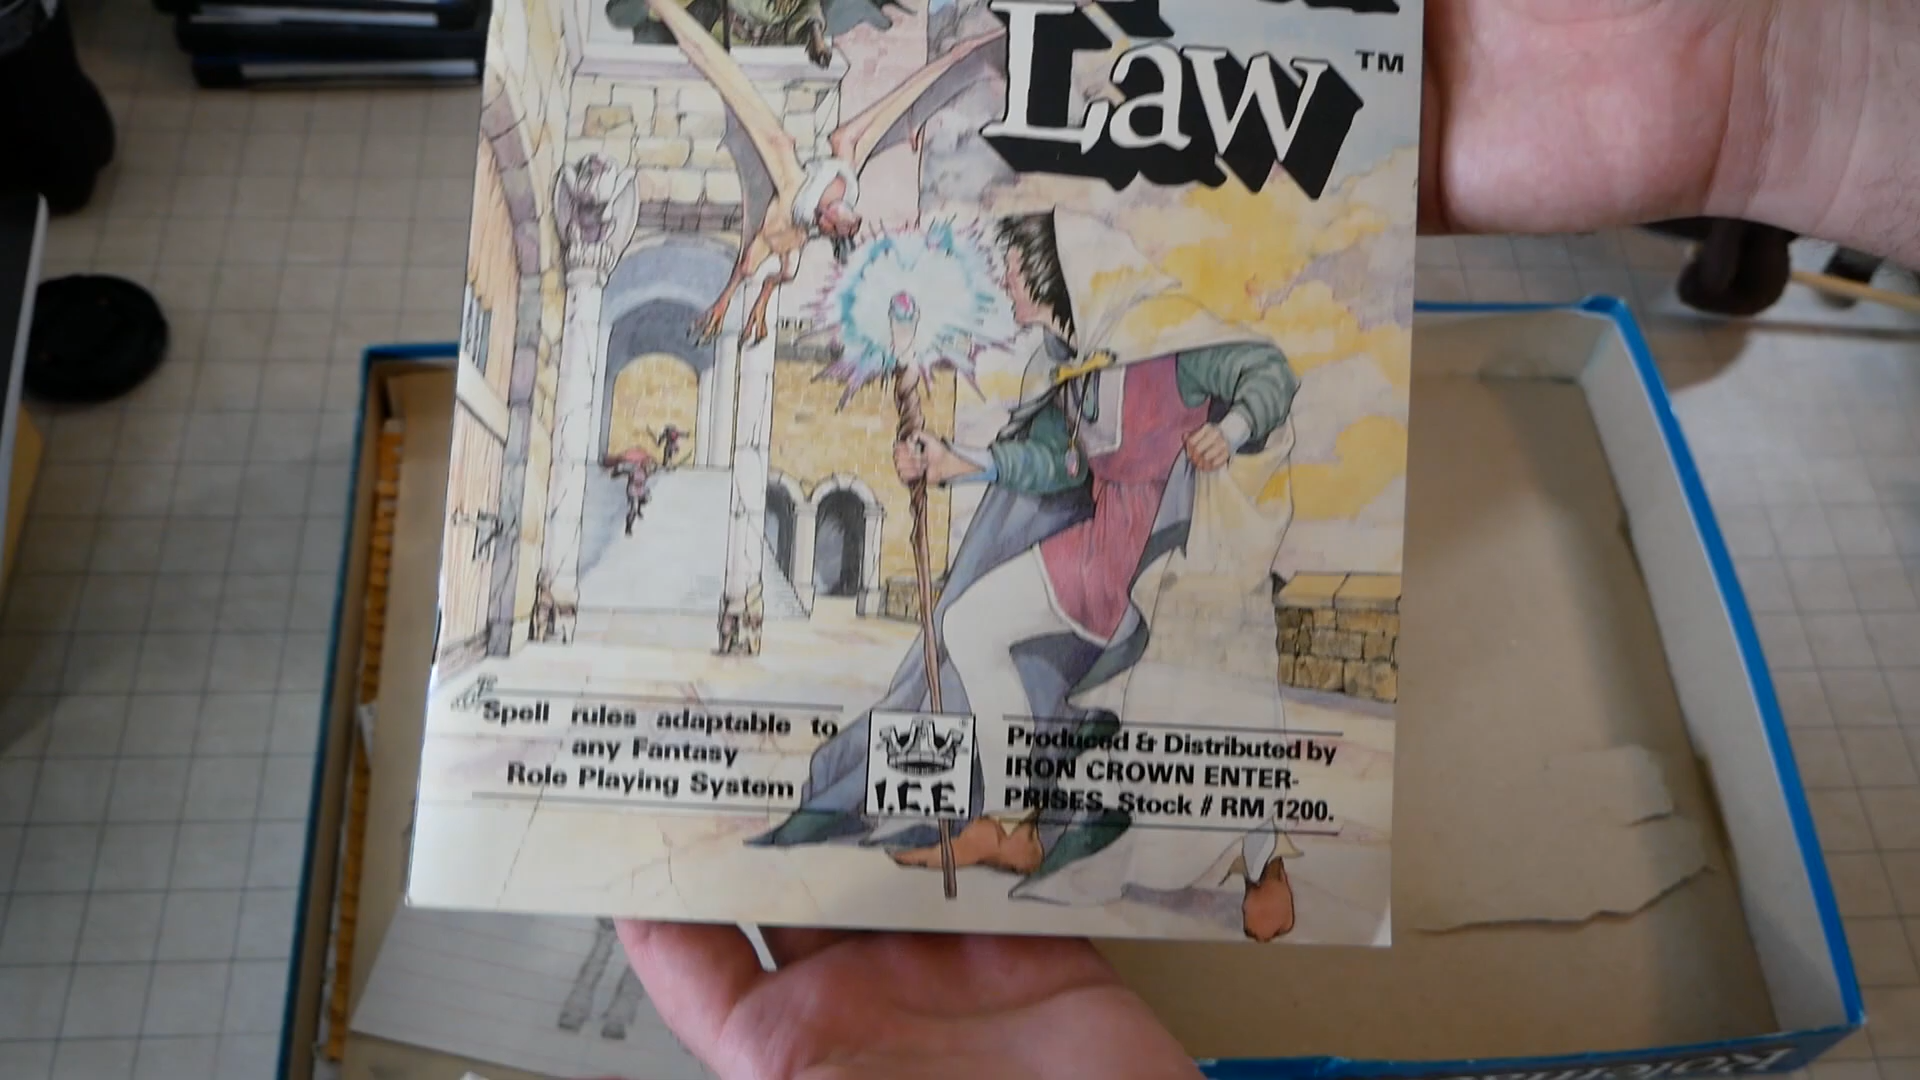 Law™
Spell rules adaptable to
any Fantasy
Role Playing System
I.C.E.
Produced & Distributed by
IRON CROWN ENTER-
PRISES, Stock # RM 1200.